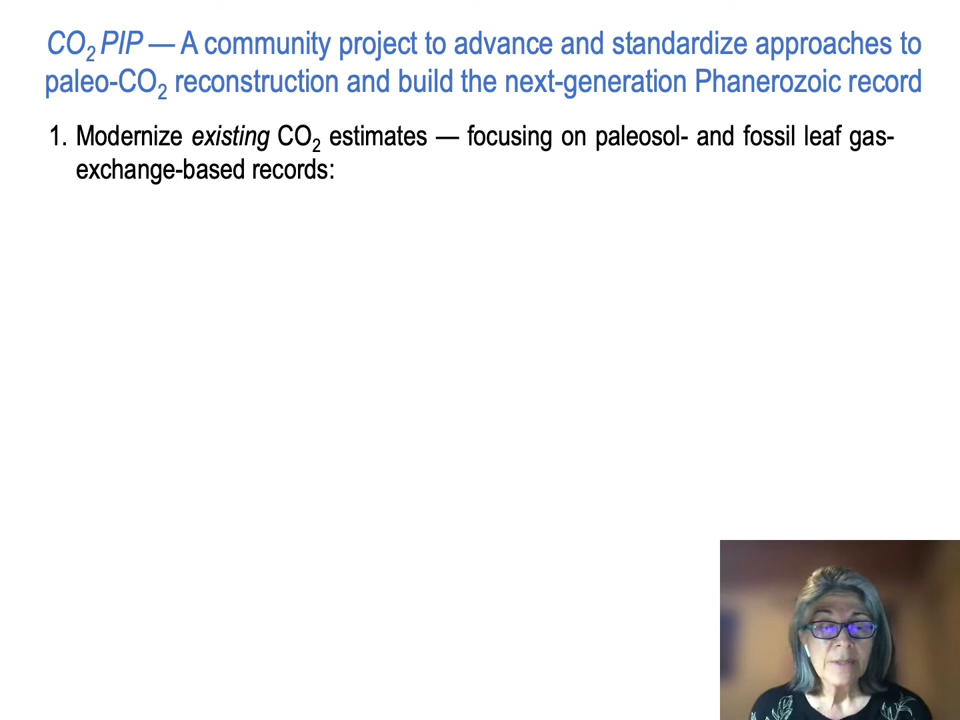 CO₂ PIP — A community project to advance and standardize approaches to
paleo-CO₂ reconstruction and build the next-generation Phanerozoic record
1. Modernize existing CO₂ estimates — focusing on paleosol- and fossil leaf gas-
exchange-based records: